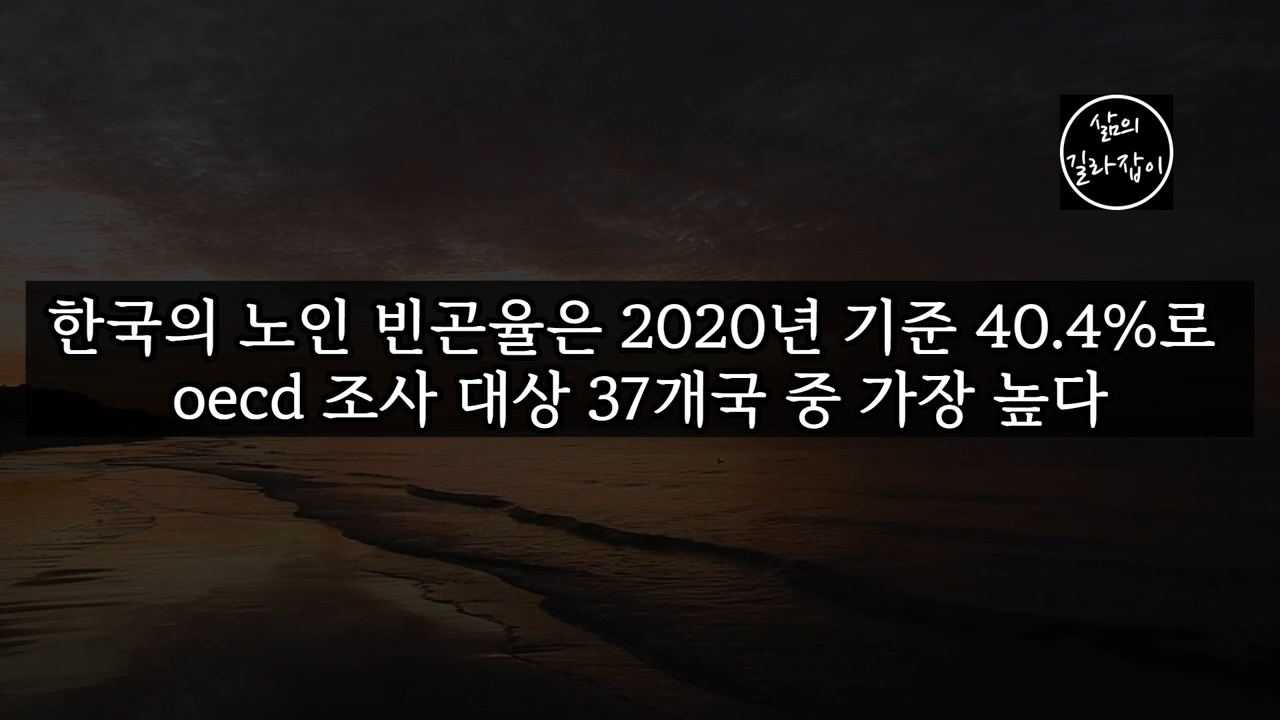 삶의
길라잡이
한국의 노인 빈곤율은 2020년 기준 40.4%로
oecd 조사 대상 37개국 중 가장 높다